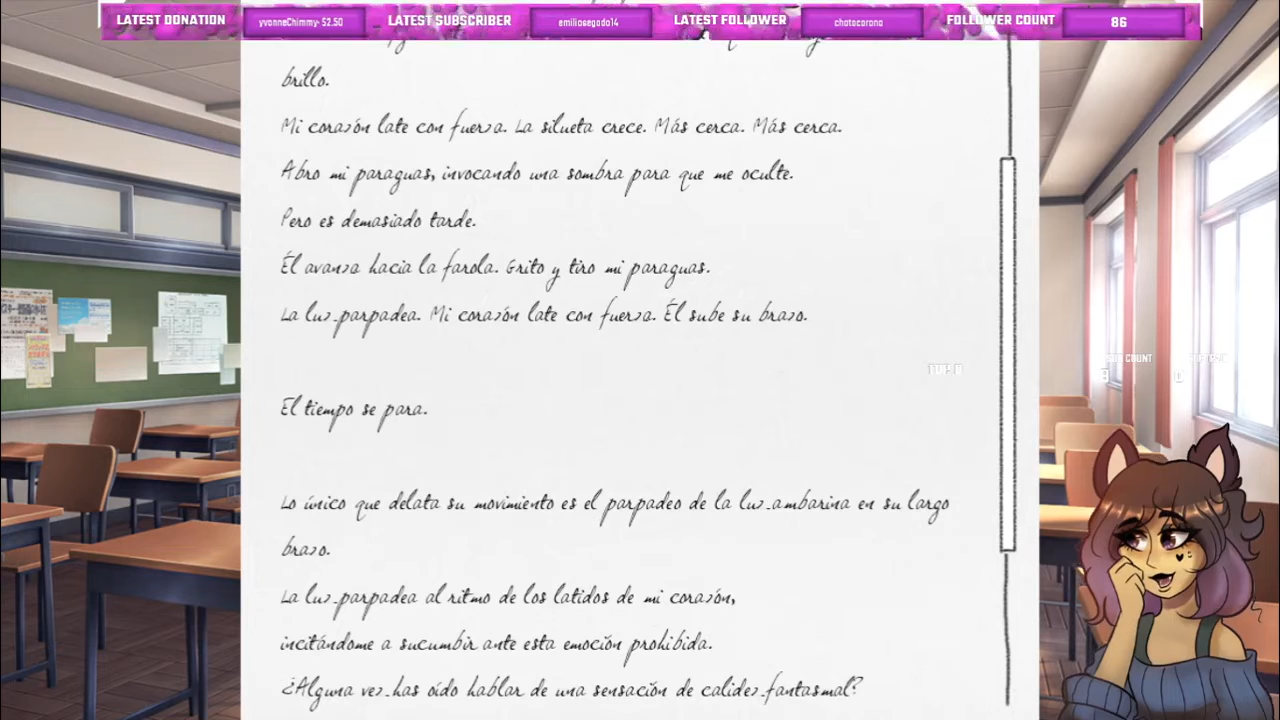 LATEST DONATION yvonneChimmy- $2.50 LATEST SUBSCRIBER emiliosegado14 LATEST FOLLOWER chotocorono FOLLOWER COUNT 86
brillo.
Mi corazón late con fuerza. La silueta crece. Más cerca. Más cerca.
Abro mi paraguas, invocando una sombra para que me oculte.
Pero es demasiado tarde.
Él avanza hacia la farola. Grito y tiro mi paraguas.
La luz parpadea. Mi corazón late con fuerza. Él sube su brazo.
El tiempo se para.
Lo único que delata su movimiento es el parpadeo de la luz ambarina en su largo
brazo.
La luz parpadea al ritmo de los latidos de mi corazón,
incitándome a sucumbir ante esta emoción prohibida.
¿Alguna vez has oído hablar de una sensación de calidez fantasmal?